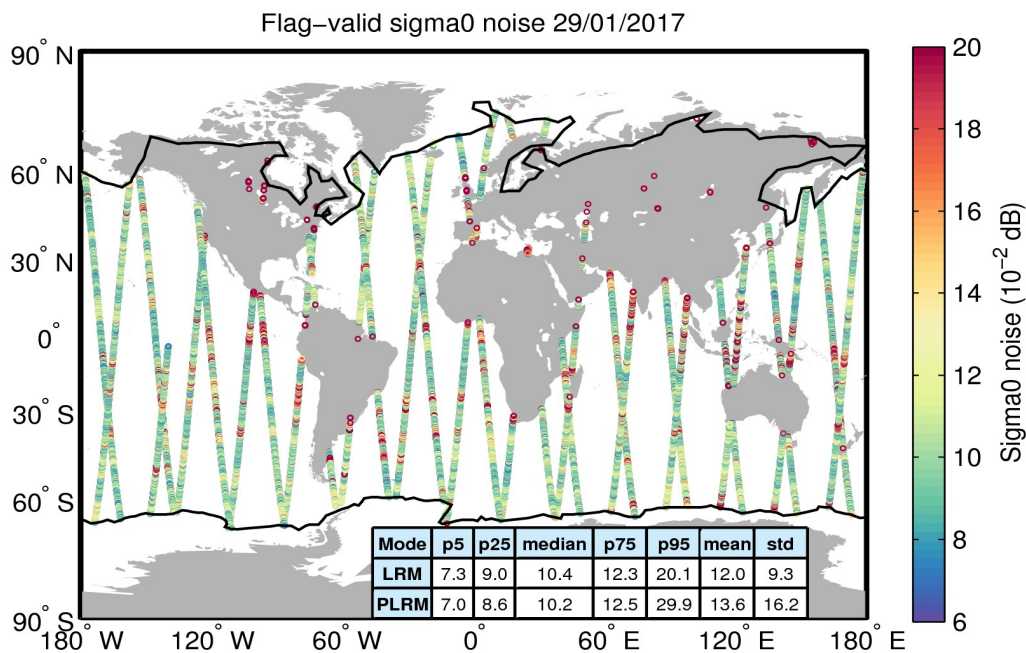 Flag−valid sigma0 noise 29/01/2017
90° N
60° N
30° N
0°
30° S
60° S
90° S
180° W
120° W
60° W
0°
60° E
120° E
180° E
Mode p5 p25 median p75 p95 mean std
LRM 7.3 9.0 10.4 12.3 20.1 12.0 9.3
PLRM 7.0 8.6 10.2 12.5 29.9 13.6 16.2
20
18
16
14
12
10
8
6
Sigma0 noise (10⁻² dB)